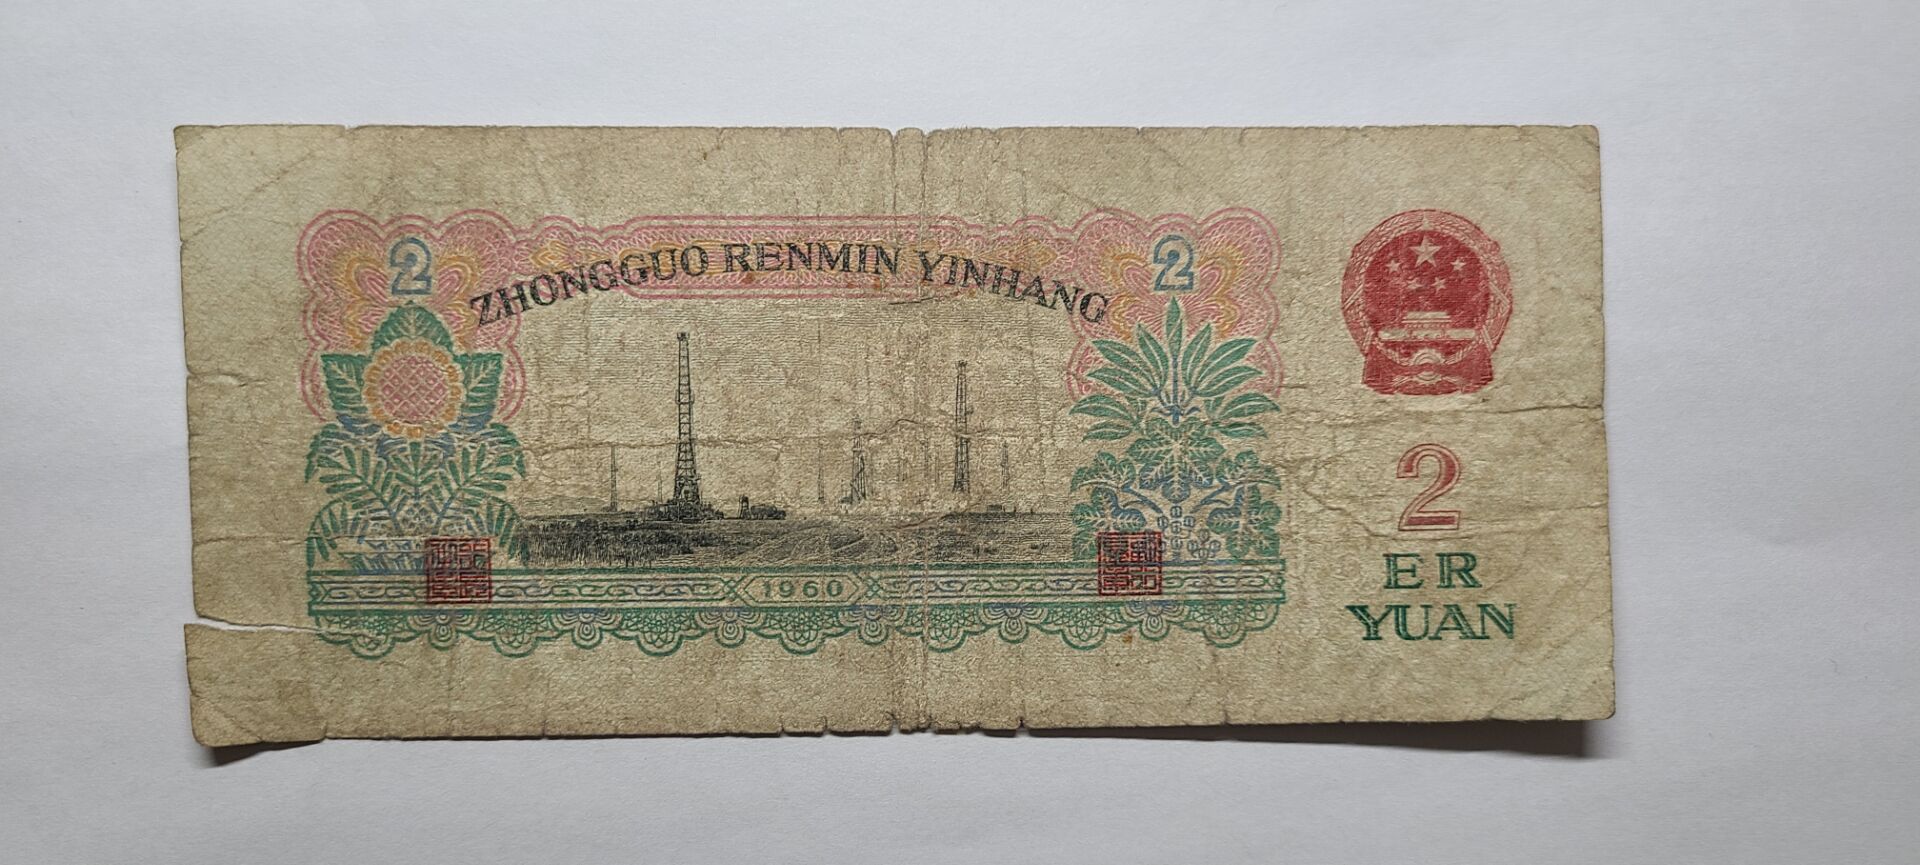 2 2
ZHONGGUO RENMIN YINHANG
1960
2
ER
YUAN